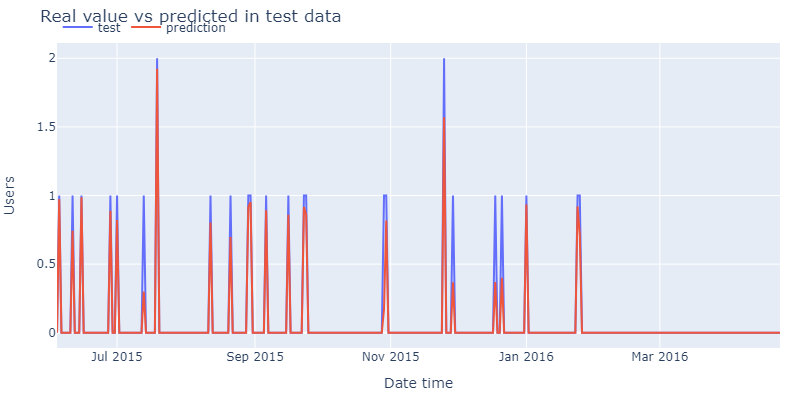 Real value vs predicted in test data
test
prediction
2
1.5
1
0.5
0
Users
Jul 2015
Sep 2015
Nov 2015
Jan 2016
Mar 2016
Date time